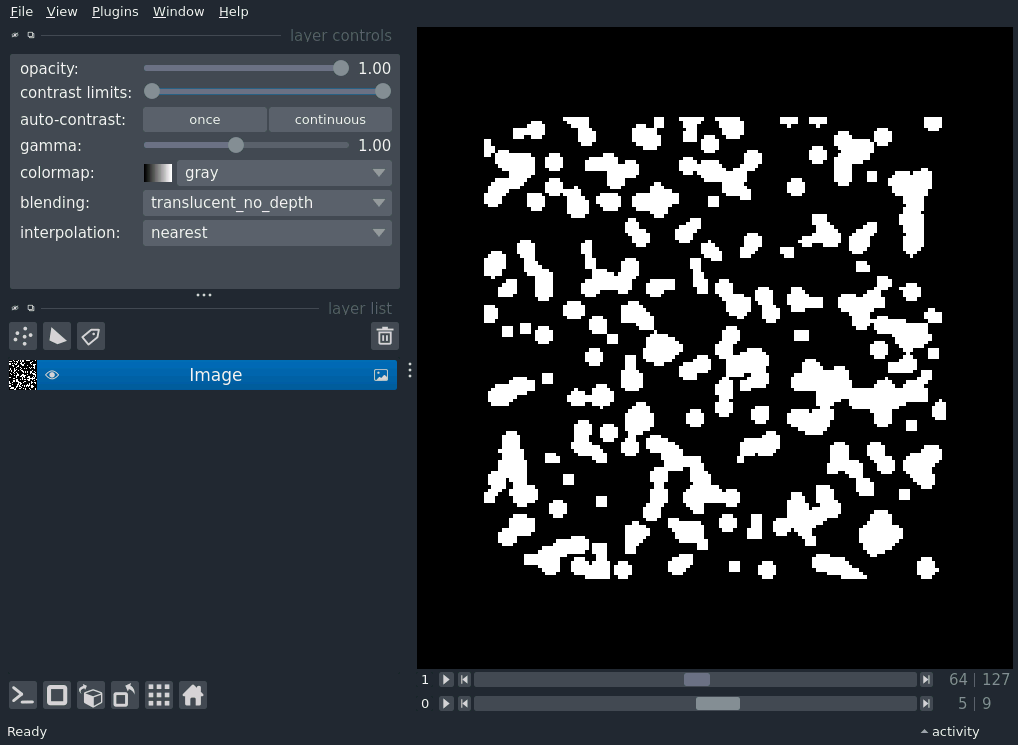 File View Plugins Window Help
layer controls
opacity: 1.00
contrast limits:
auto-contrast: once continuous
gamma: 1.00
colormap: gray
blending: translucent_no_depth
interpolation: nearest
layer list
Image
1 64 | 127
0 5 | 9
Ready activity